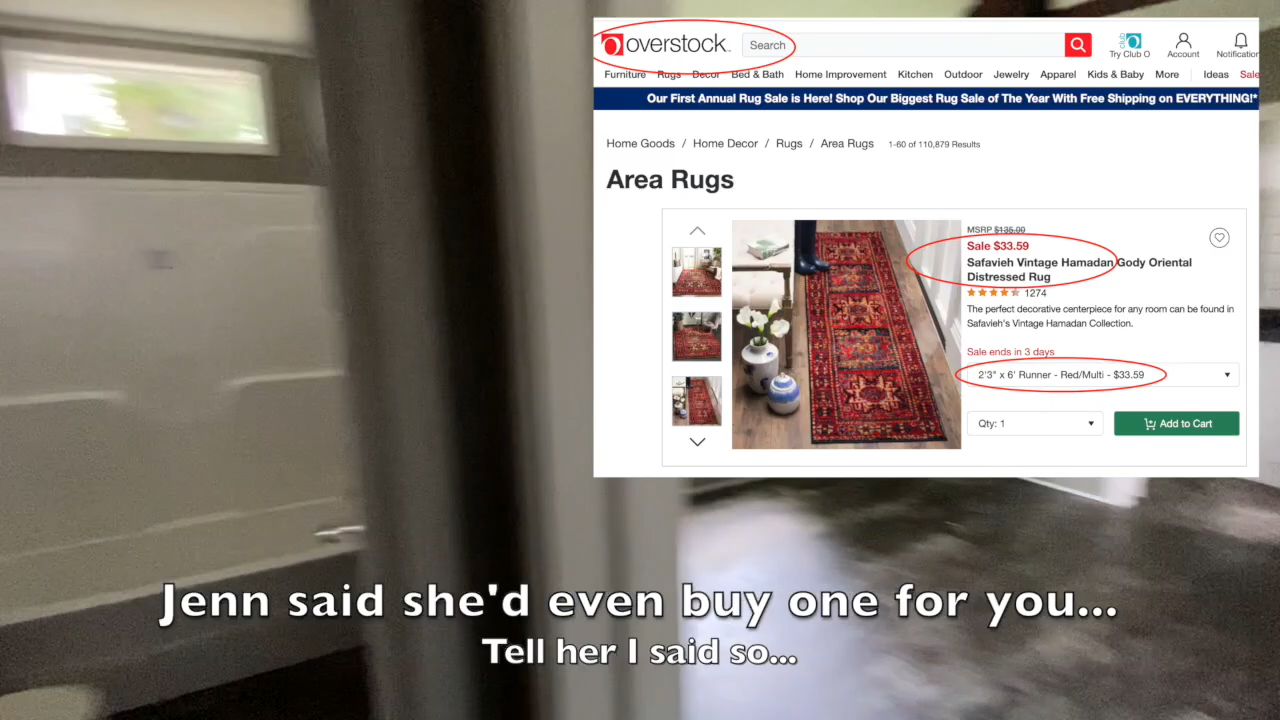 overstock™
Search
Try Club O
Account
Notification
Furniture Rugs Decor Bed & Bath Home Improvement Kitchen Outdoor Jewelry Apparel Kids & Baby More Ideas Sale
Our First Annual Rug Sale is Here! Shop Our Biggest Rug Sale of The Year With Free Shipping on EVERYTHING!*
Home Goods / Home Decor / Rugs / Area Rugs 1-60 of 110,879 Results
Area Rugs
MSRP $135.00
Sale $33.59
Safavieh Vintage Hamadan Gody Oriental
Distressed Rug
1274
The perfect decorative centerpiece for any room can be found in
Safavieh's Vintage Hamadan Collection.
Sale ends in 3 days
2'3" x 6' Runner - Red/Multi - $33.59
Qty: 1
Add to Cart
Jenn said she'd even buy one for you...
Tell her I said so...